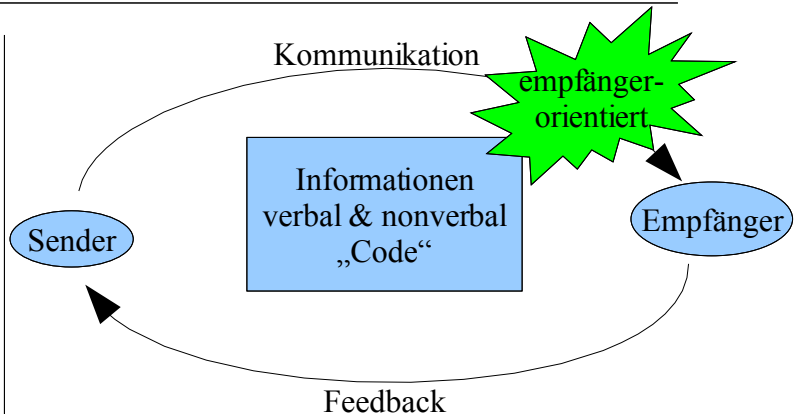 Kommunikation
empfänger-
orientiert
Informationen
verbal & nonverbal
„Code“
Sender
Empfänger
Feedback